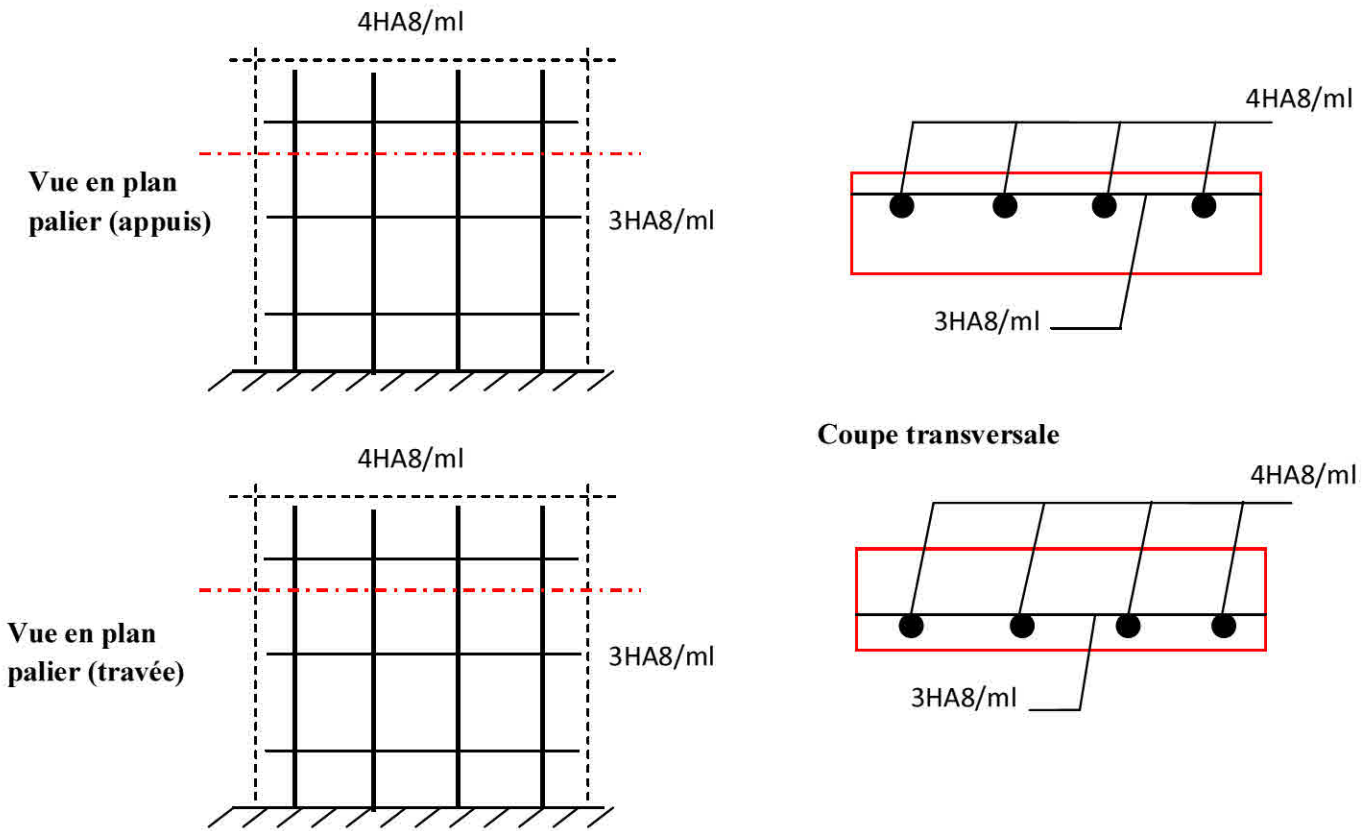 4HA8/ml
4HA8/ml
Vue en plan
palier (appuis)
3HA8/ml
3HA8/ml
Coupe transversale
4HA8/ml
4HA8/ml
Vue en plan
palier (travée)
3HA8/ml
3HA8/ml